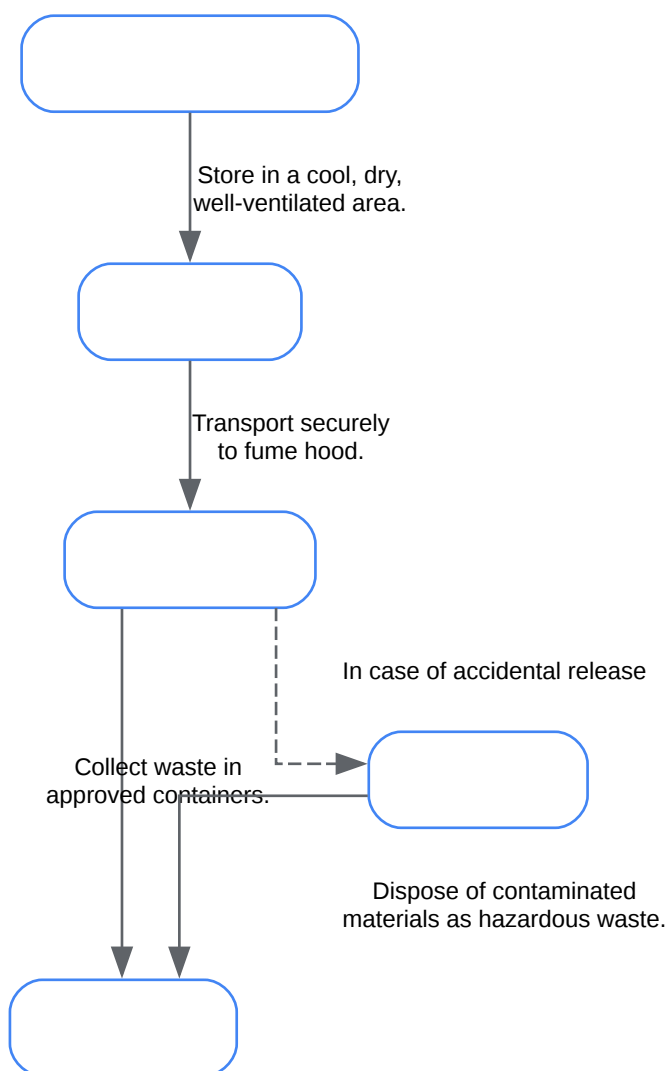 Store in a cool, dry,
well-ventilated area.
Transport securely
to fume hood.
In case of accidental release
Collect waste in
approved containers.
Dispose of contaminated
materials as hazardous waste.